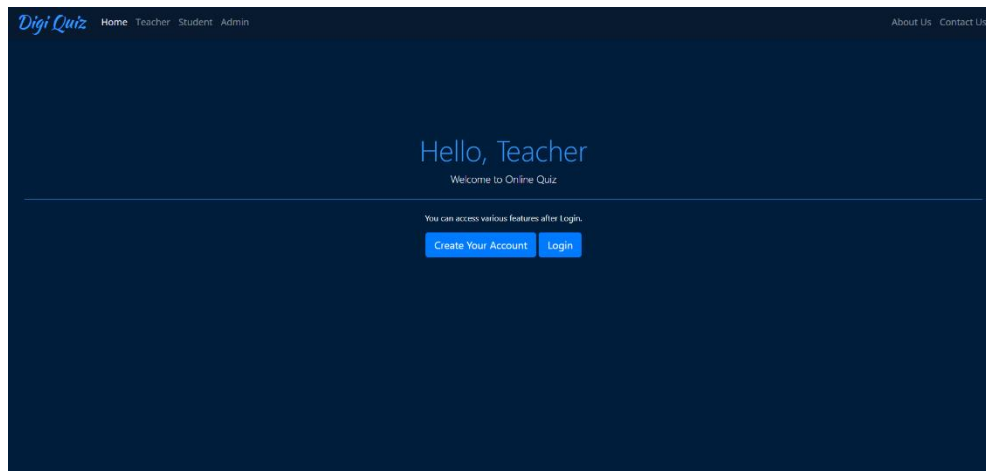 Digi Quiz Home Teacher Student Admin About Us Contact Us
Hello, Teacher
Welcome to Online Quiz
You can access various features after Login.
Create Your Account Login